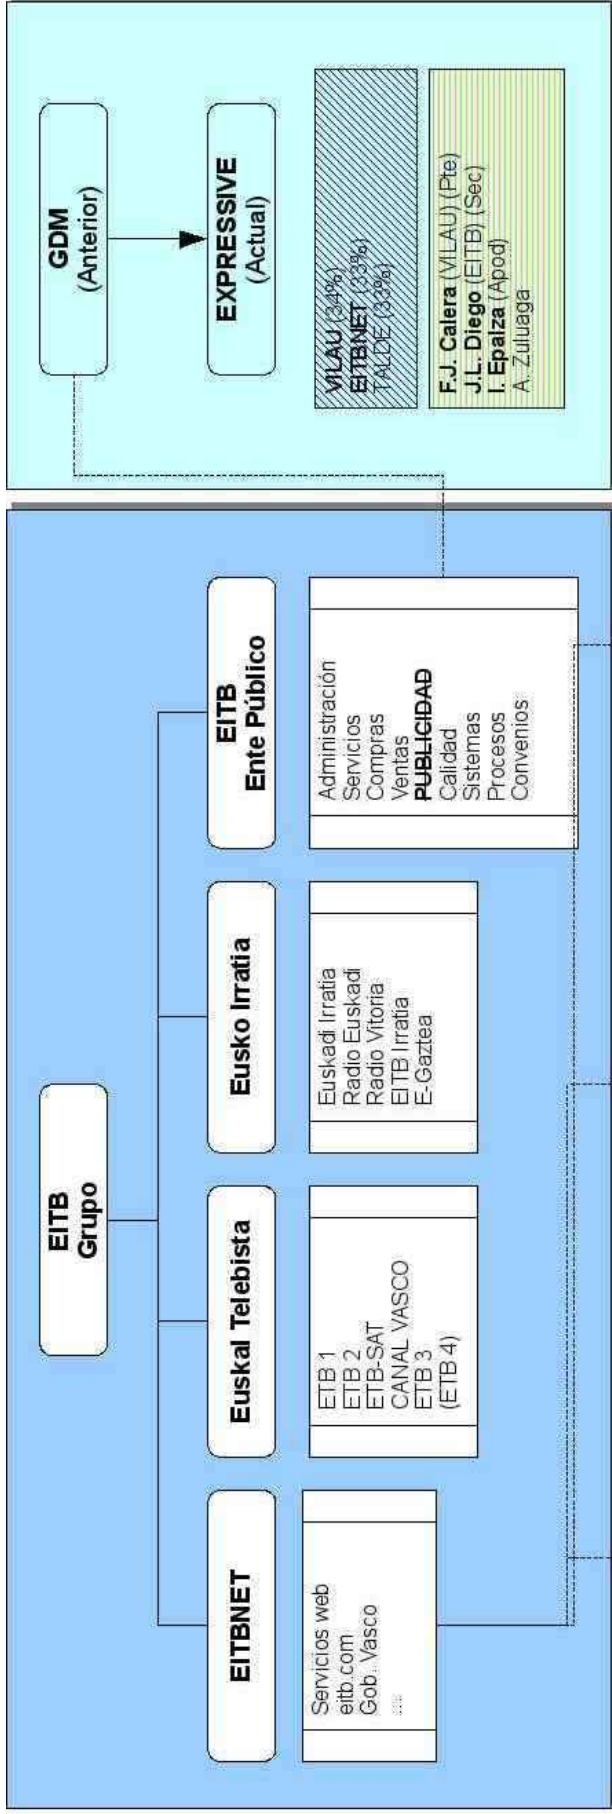 EITB
Grupo
EITBNET
Servicios web
eitb.com
Gob. Vasco
....
Euskal Telebista
ETB 1
ETB 2
ETB-SAT
CANAL VASCO
ETB 3
(ETB 4)
Eusko Irratia
Euskadi Irratia
Radio Euskadi
Radio Vitoria
EITB Irratia
E-Gaztea
EITB
Ente Público
Administración
Servicios
Compras
Ventas
PUBLICIDAD
Calidad
Sistemas
Procesos
Convenios
GDM
(Anterior)
EXPRESSIVE
(Actual)
VILAU (34%)
EITBNET (33%)
TALDE (33%)
F.J. Calera (VILAU) (Pte)
J.L. Diego (EITB) (Sec)
I. Epalza (Apod)
A. Zuluaga